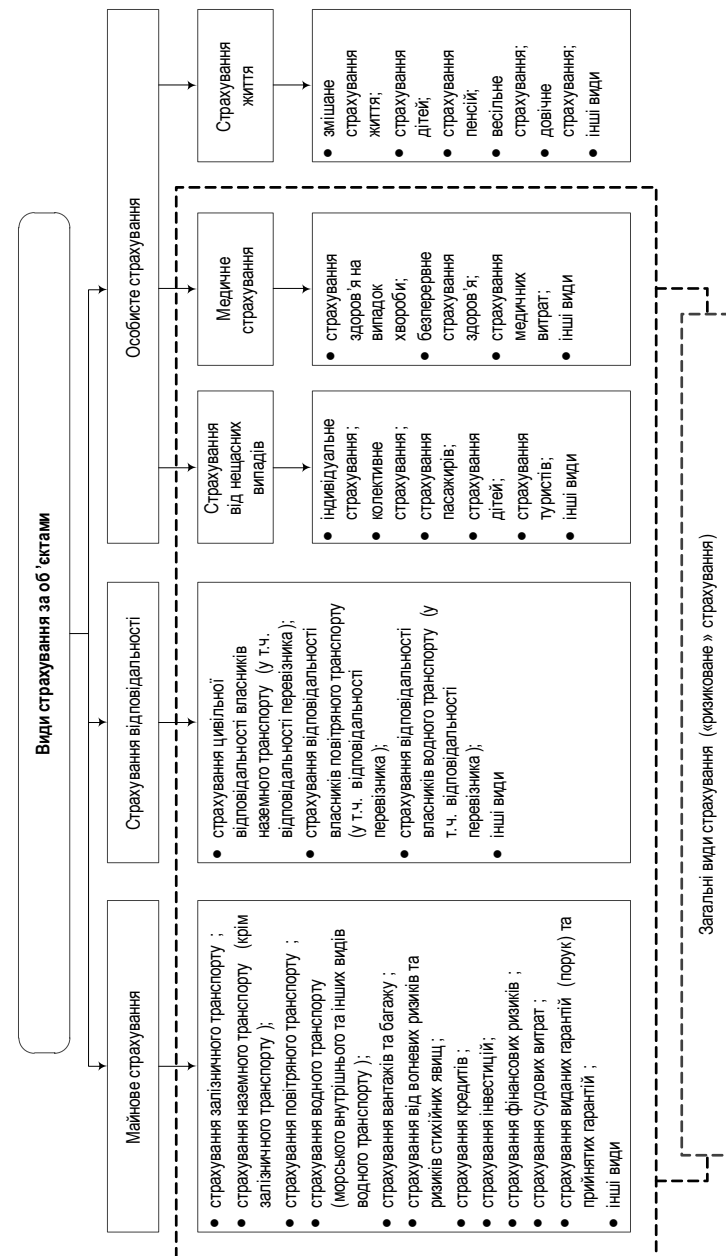 Види страхування за об’єктами
Майнове страхування
● страхування залізничного транспорту ;
● страхування наземного транспорту (крім
залізничного транспорту );
● страхування повітряного транспорту ;
● страхування водного транспорту
(морського внутрішнього та інших видів
водного транспорту );
● страхування вантажів та багажу ;
● страхування від вогневих ризиків та
ризиків стихійних явищ ;
● страхування кредитів ;
● страхування інвестицій;
● страхування фінансових ризиків ;
● страхування судових витрат ;
● страхування виданих гарантій (порук) та
прийнятих гарантій ;
● інші види
Страхування відповідальності
● страхування цивільної
відповідальності власників
наземного транспорту (у т.ч.
відповідальності перевізника );
● страхування відповідальності
власників повітряного транспорту
(у т.ч. відповідальності
перевізника );
● страхування відповідальності
власників водного транспорту (у
т.ч. відповідальності
перевізника );
● інші види
Особисте страхування
Страхування
від нещасних
випадів
● індивідуальне
страхування ;
● колективне
страхування ;
● страхування
пасажирів;
● страхування
дітей;
● страхування
туристів;
● інші види
Медичне
страхування
● страхування
здоров’я на
випадок
хвороби;
● безперервне
страхування
здоров’я;
● страхування
медичних
витрат;
● інші види
Страхування
життя
● змішане
страхування
життя;
● страхування
дітей;
● страхування
пенсій;
● весільне
страхування;
● довічне
страхування;
● інші види
Загальні види страхування («ризикове » страхування)